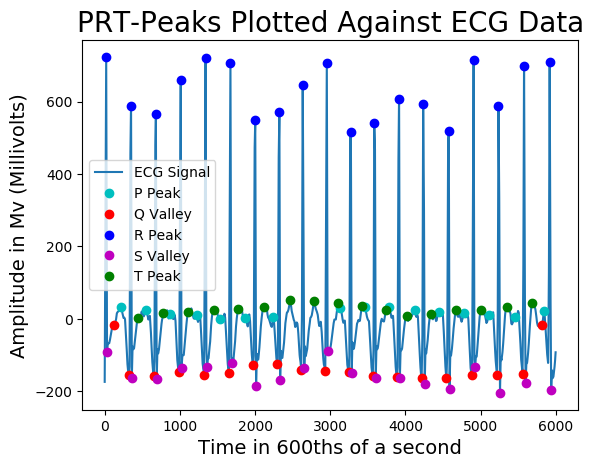 PRT-Peaks Plotted Against ECG Data
Amplitude in Mv (Millivolts)
600
400
200
0
−200
ECG Signal
P Peak
Q Valley
R Peak
S Valley
T Peak
0 1000 2000 3000 4000 5000 6000
Time in 600ths of a second